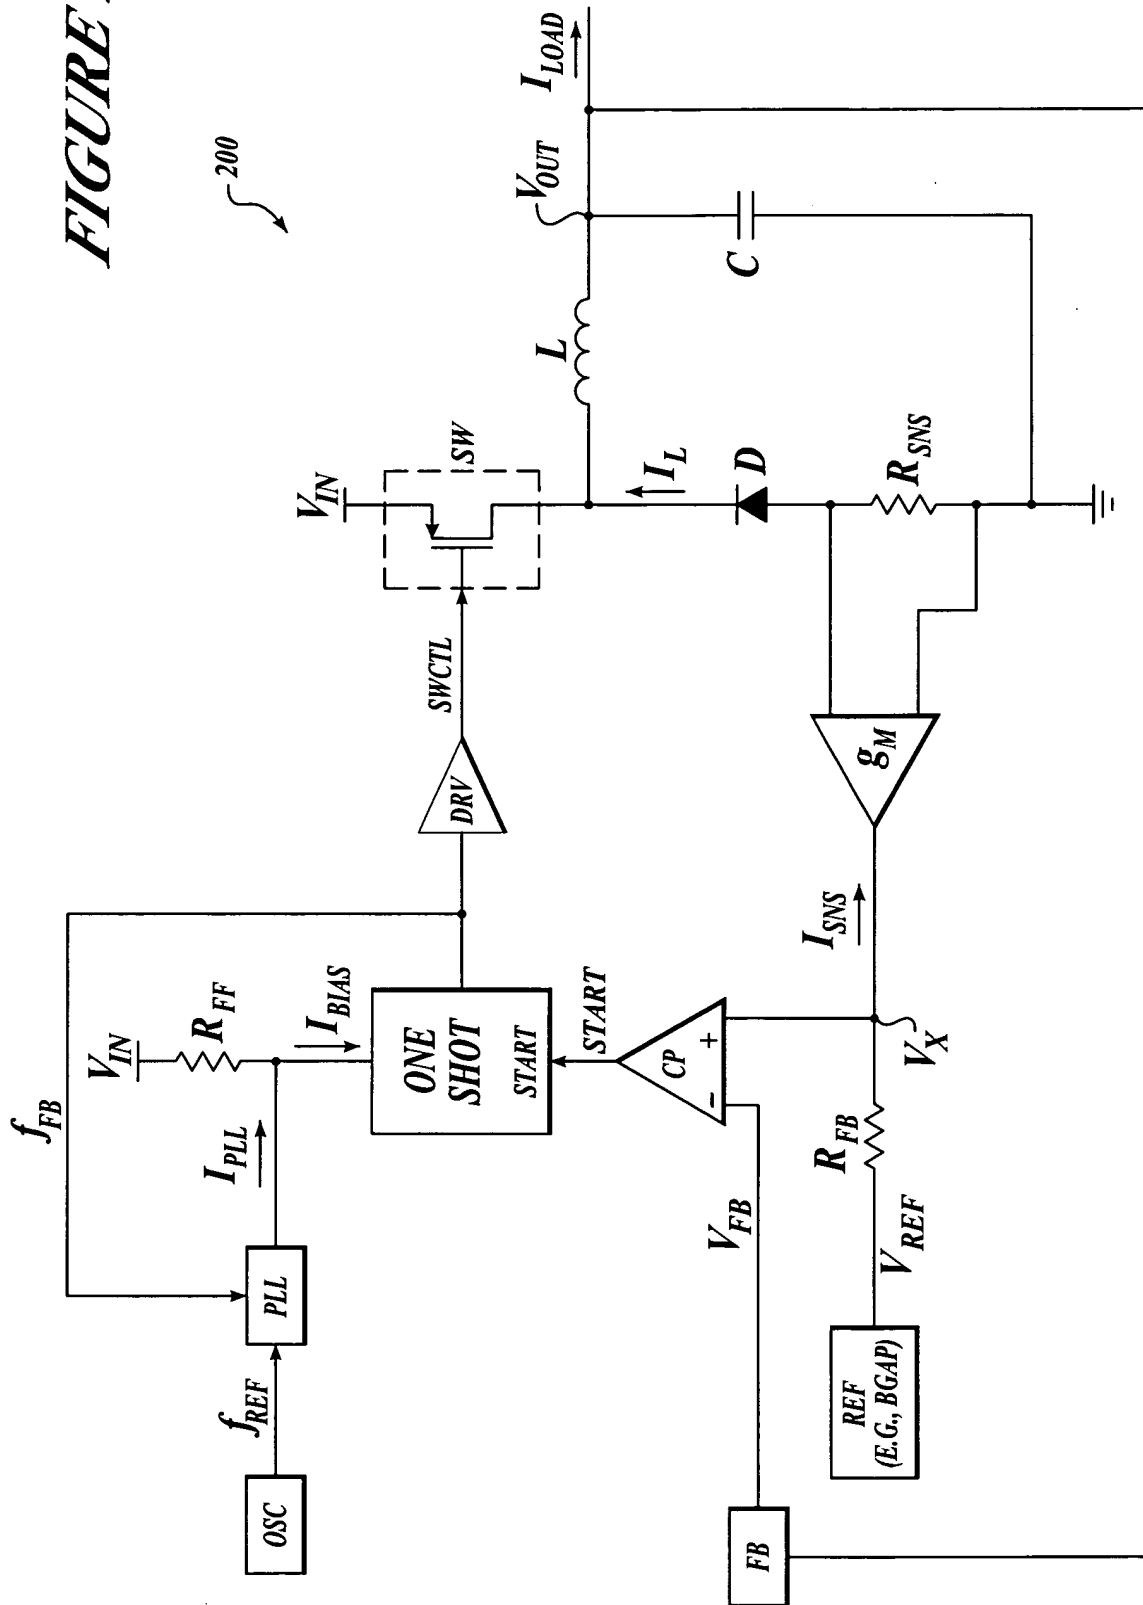 FIGURE
200
I_LOAD
V_OUT
C
L
V_IN
SW
I_L
D
R_SNS
SWCTL
DRV
g_M
f_FB
V_IN
R_FF
I_BIAS
I_PLL
ONE
SHOT
START
START
I_SNS
CP
+
−
V_X
R_FB
V_FB
V_REF
PLL
f_REF
OSC
REF
(E.G., BGAP)
FB